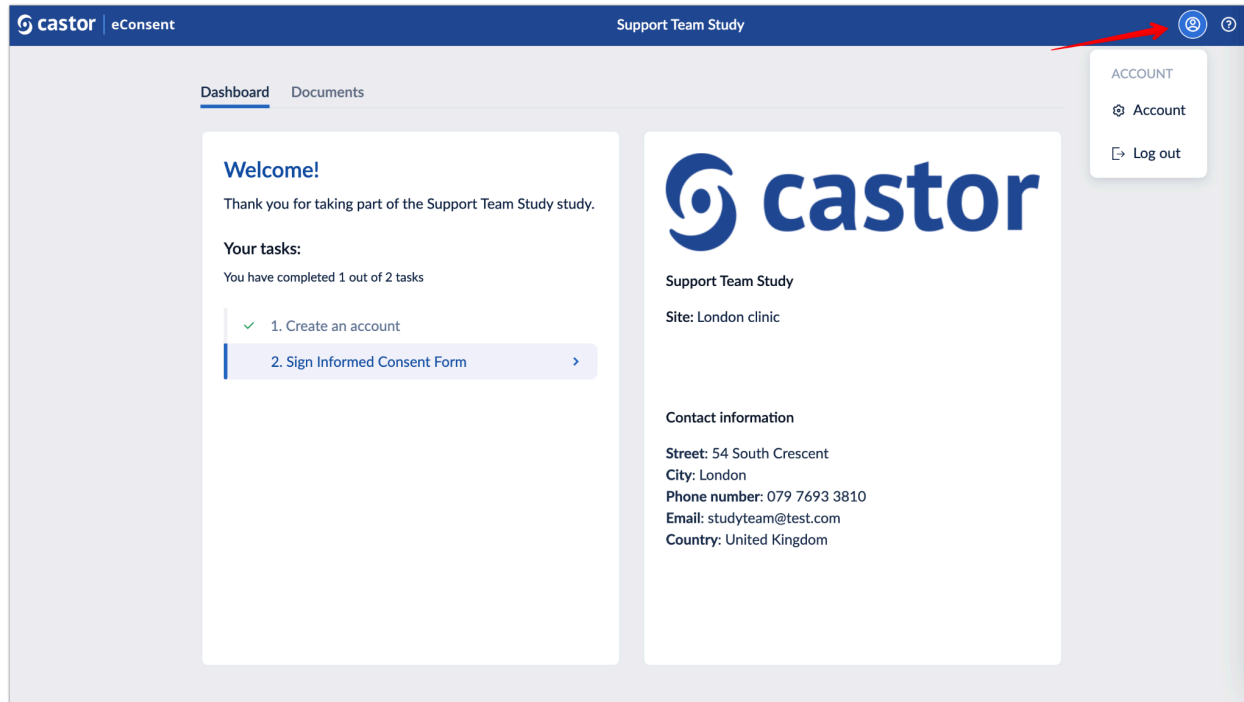 castor eConsent
Support Team Study
ACCOUNT
Account
Log out
Dashboard Documents
Welcome!
Thank you for taking part of the Support Team Study study.
Your tasks:
You have completed 1 out of 2 tasks
1. Create an account
2. Sign Informed Consent Form
castor
Support Team Study
Site: London clinic
Contact information
Street: 54 South Crescent
City: London
Phone number: 079 7693 3810
Email: studyteam@test.com
Country: United Kingdom